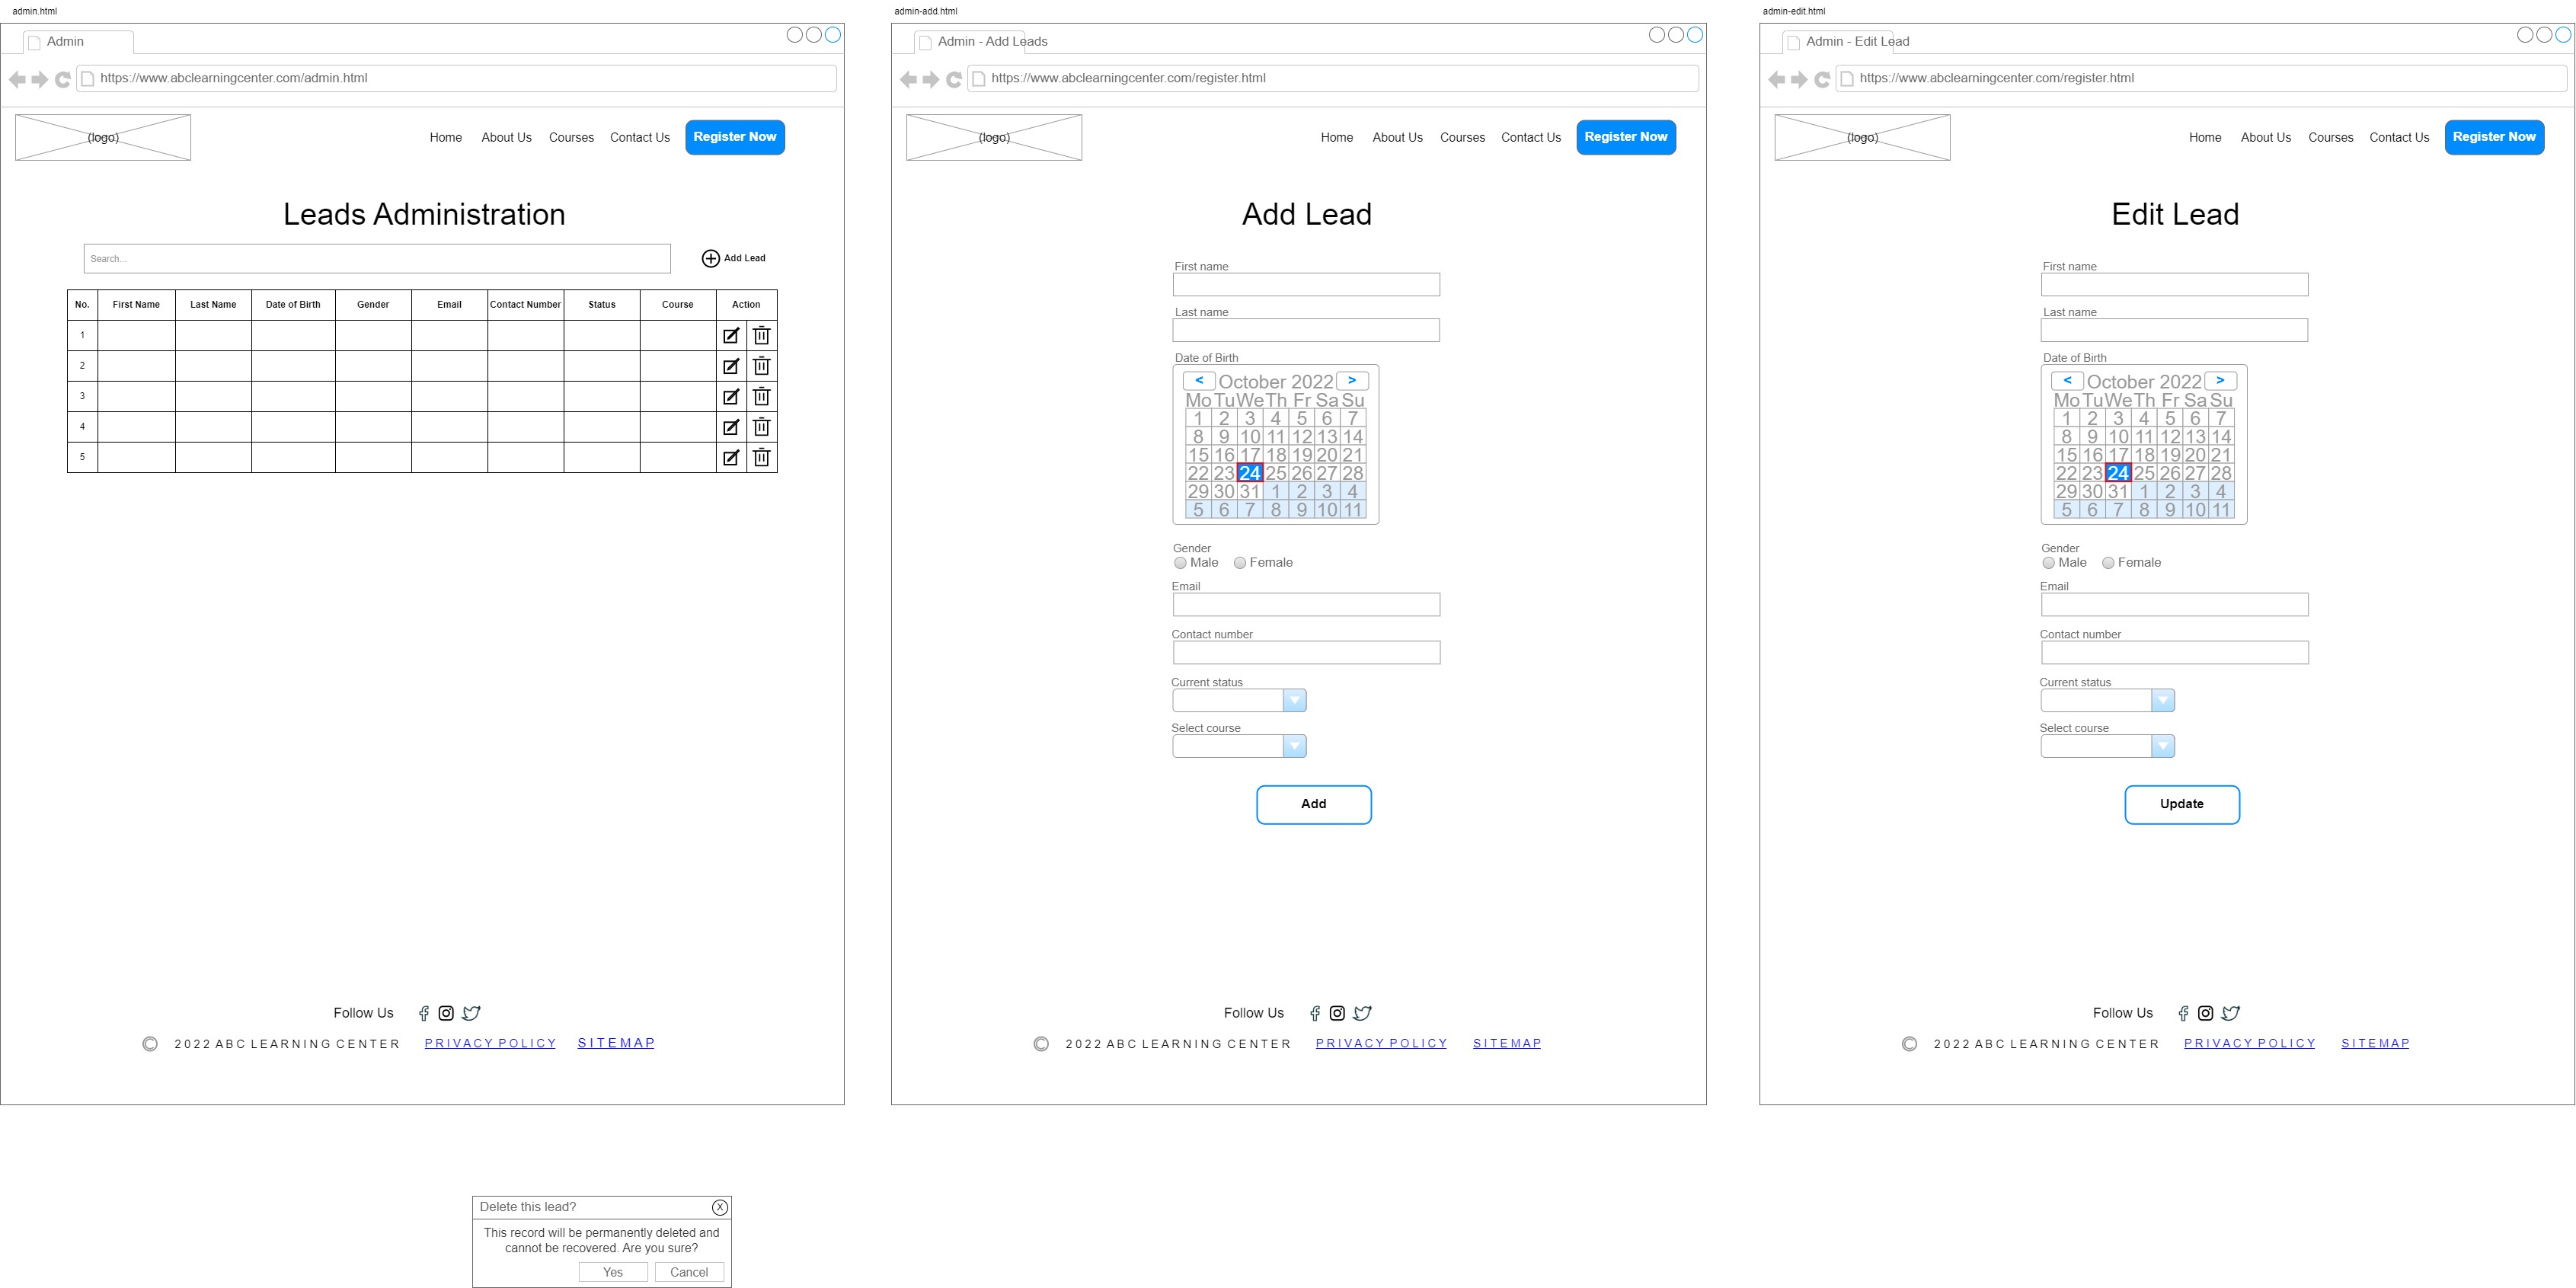 admin.html
Admin
https://www.abclearningcenter.com/admin.html
(logo)
Home About Us Courses Contact Us Register Now
Leads Administration
Search...
Add Lead
No. First Name Last Name Date of Birth Gender Email Contact Number Status Course Action
1
2
3
4
5
Follow Us
© 2022 ABC LEARNING CENTER PRIVACY POLICY SITEMAP
Delete this lead? X
This record will be permanently deleted and
cannot be recovered. Are you sure?
Yes Cancel
admin-add.html
Admin - Add Leads
https://www.abclearningcenter.com/register.html
(logo)
Home About Us Courses Contact Us Register Now
Add Lead
First name
Last name
Date of Birth
< October 2022 >
Mo Tu We Th Fr Sa Su
1 2 3 4 5 6 7
8 9 10 11 12 13 14
15 16 17 18 19 20 21
22 23 24 25 26 27 28
29 30 31 1 2 3 4
5 6 7 8 9 10 11
Gender
Male Female
Email
Contact number
Current status
Select course
Add
Follow Us
© 2022 ABC LEARNING CENTER PRIVACY POLICY SITEMAP
admin-edit.html
Admin - Edit Lead
https://www.abclearningcenter.com/register.html
(logo)
Home About Us Courses Contact Us Register Now
Edit Lead
First name
Last name
Date of Birth
< October 2022 >
Mo Tu We Th Fr Sa Su
1 2 3 4 5 6 7
8 9 10 11 12 13 14
15 16 17 18 19 20 21
22 23 24 25 26 27 28
29 30 31 1 2 3 4
5 6 7 8 9 10 11
Gender
Male Female
Email
Contact number
Current status
Select course
Update
Follow Us
© 2022 ABC LEARNING CENTER PRIVACY POLICY SITEMAP